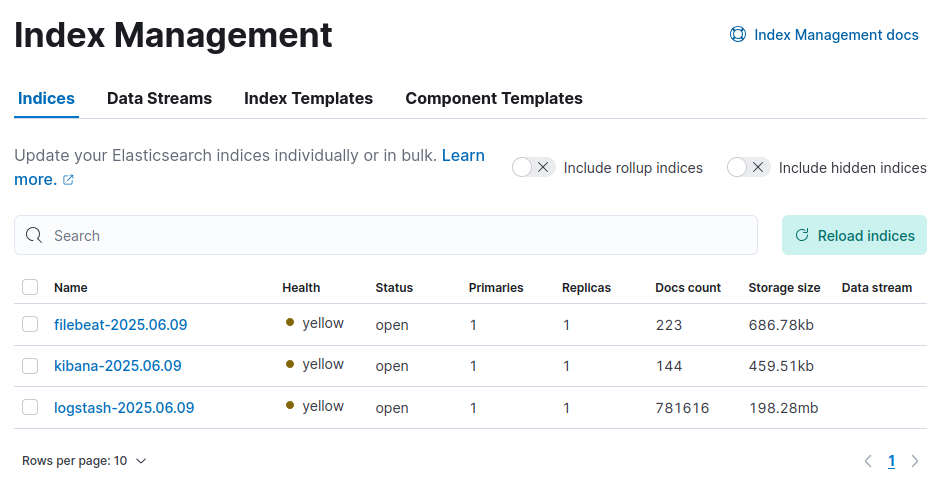 Index Management
Index Management docs
Indices Data Streams Index Templates Component Templates
Update your Elasticsearch indices individually or in bulk. Learn
more.
Include rollup indices
Include hidden indices
Search
Reload indices
Name Health Status Primaries Replicas Docs count Storage size Data stream
filebeat-2025.06.09 yellow open 1 1 223 686.78kb
kibana-2025.06.09 yellow open 1 1 144 459.51kb
logstash-2025.06.09 yellow open 1 1 781616 198.28mb
Rows per page: 10
1